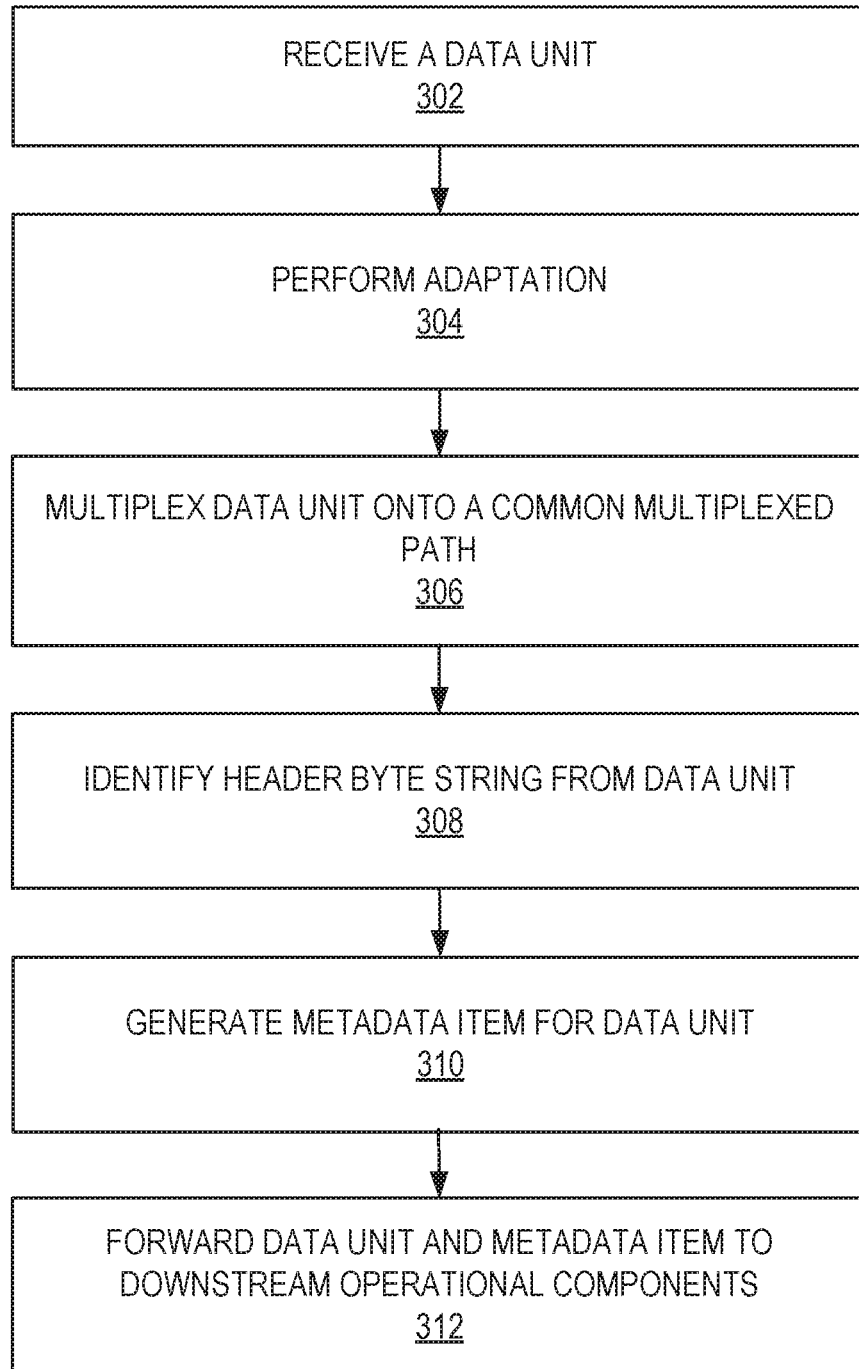 RECEIVE A DATA UNIT
302
PERFORM ADAPTATION
304
MULTIPLEX DATA UNIT ONTO A COMMON MULTIPLEXED
PATH
306
IDENTIFY HEADER BYTE STRING FROM DATA UNIT
308
GENERATE METADATA ITEM FOR DATA UNIT
310
FORWARD DATA UNIT AND METADATA ITEM TO
DOWNSTREAM OPERATIONAL COMPONENTS
312